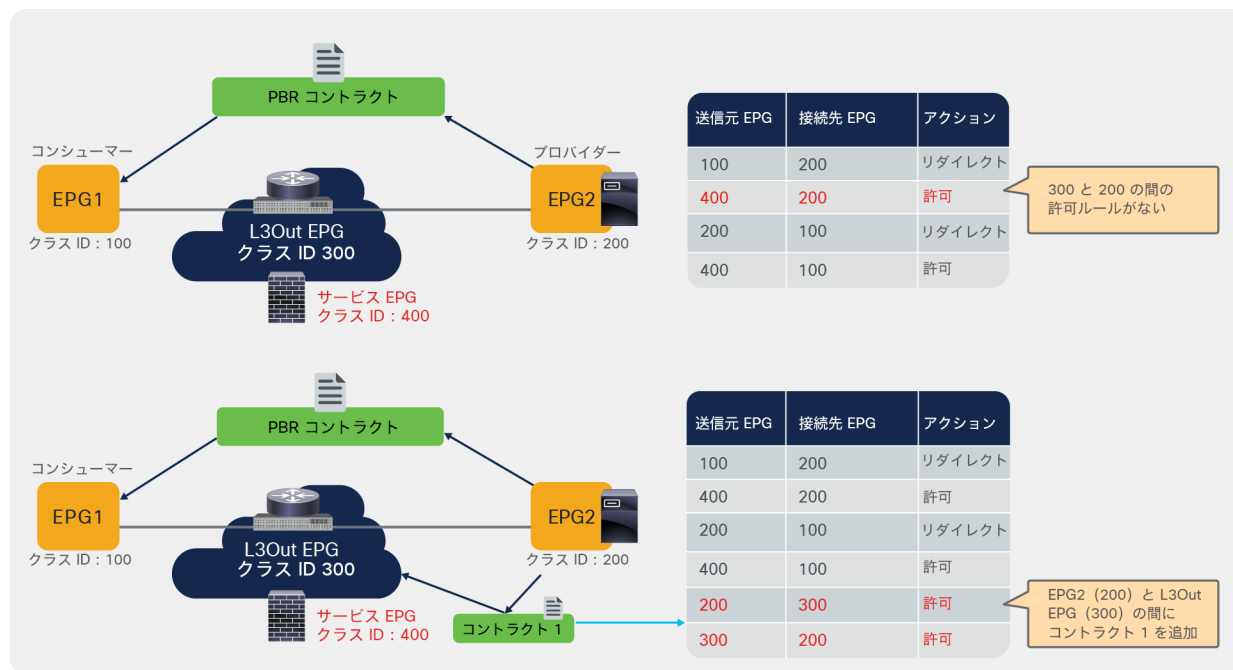 PBR コントラクト
コンシューマー
プロバイダー
EPG1
EPG2
L3Out EPG
クラス ID 300
クラス ID：100
クラス ID：200
サービス EPG
クラス ID：400
送信元 EPG 接続先 EPG アクション
100 200 リダイレクト
400 200 許可
200 100 リダイレクト
400 100 許可
300 と 200 の間の
許可ルールがない
PBR コントラクト
コンシューマー
EPG1
EPG2
L3Out EPG
クラス ID 300
クラス ID：100
クラス ID：200
サービス EPG
クラス ID：400
コントラクト 1
送信元 EPG 接続先 EPG アクション
100 200 リダイレクト
400 200 許可
200 100 リダイレクト
400 100 許可
200 300 許可
300 200 許可
EPG2（200）と L3Out
EPG（300）の間に
コントラクト 1 を追加